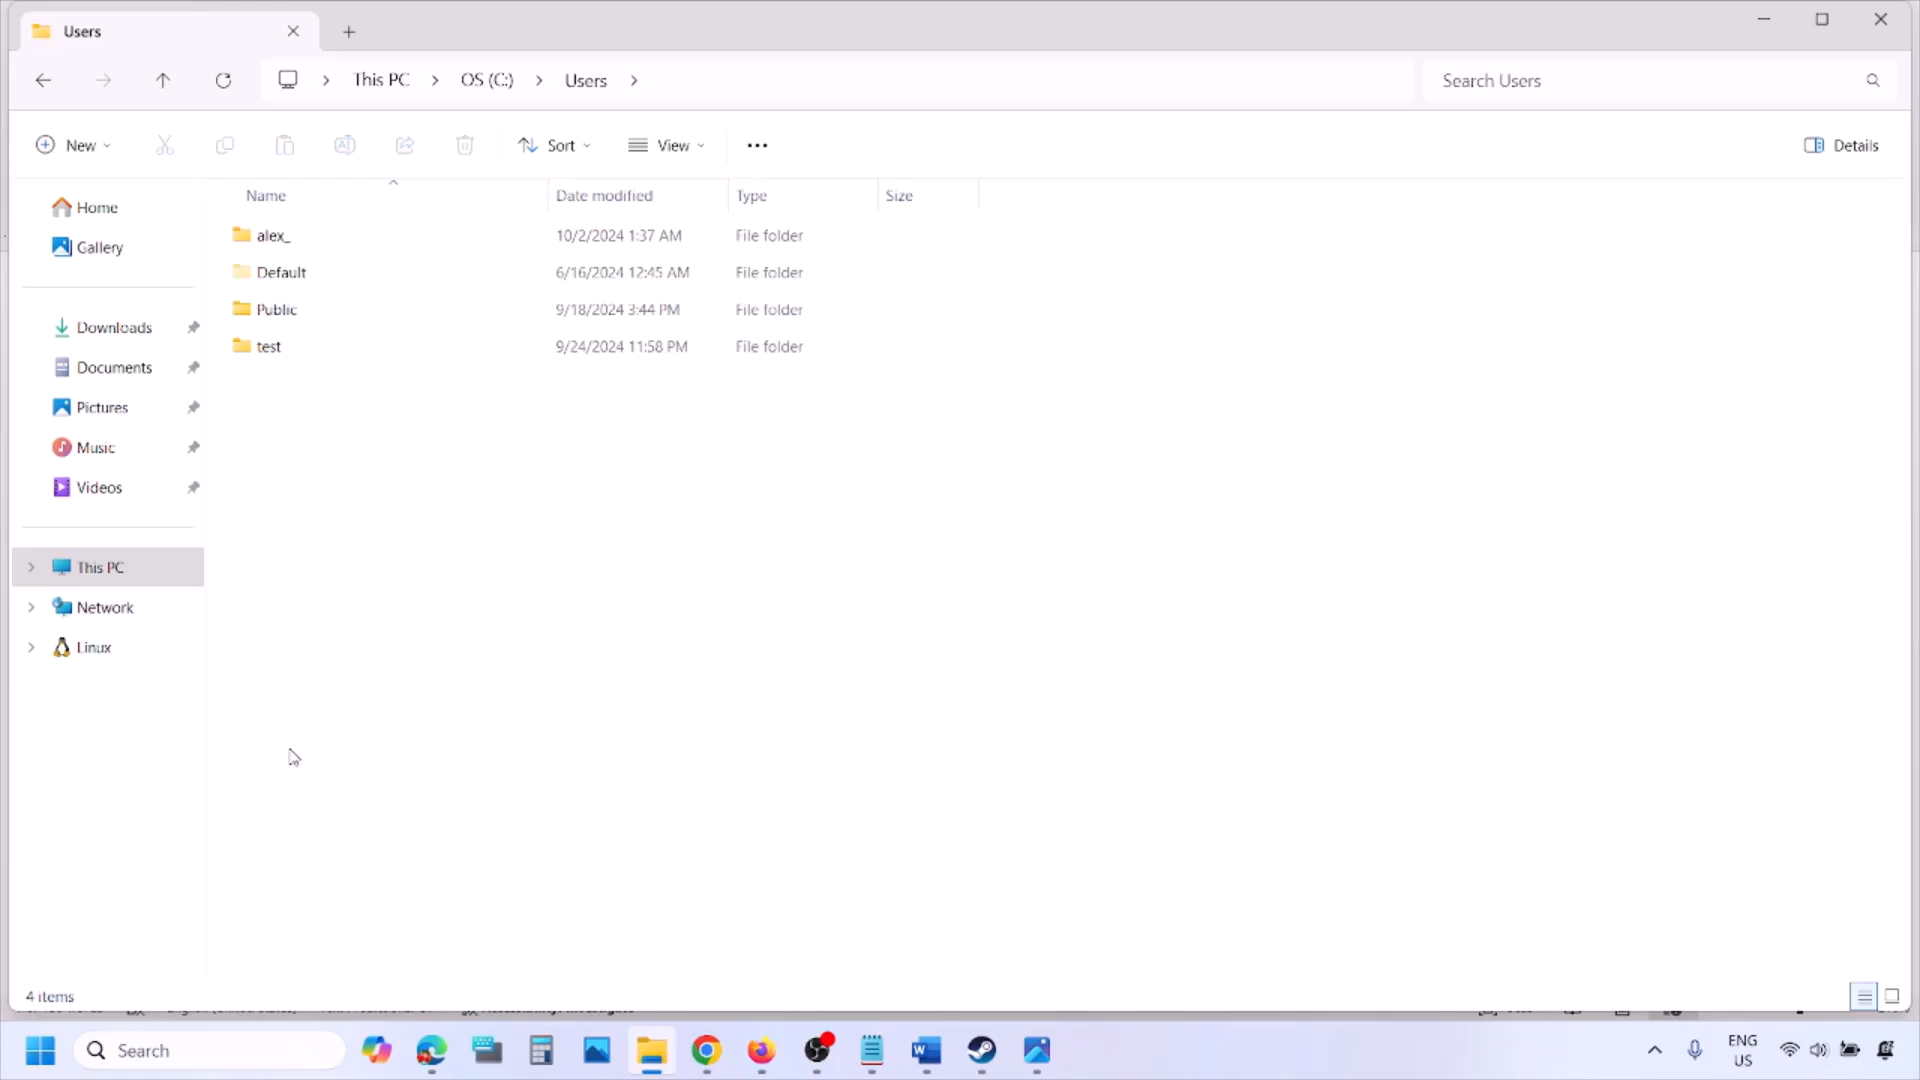 Users
This PC
OS (C:)
Users
Search Users
New
Sort
View
Details
Name
Date modified
Type
Size
alex_
10/2/2024 1:37 AM
File folder
Default
6/16/2024 12:45 AM
File folder
Public
9/18/2024 3:44 PM
File folder
test
9/24/2024 11:58 PM
File folder
Home
Gallery
Downloads
Documents
Pictures
Music
Videos
This PC
Network
Linux
4 items
Search
ENG
US